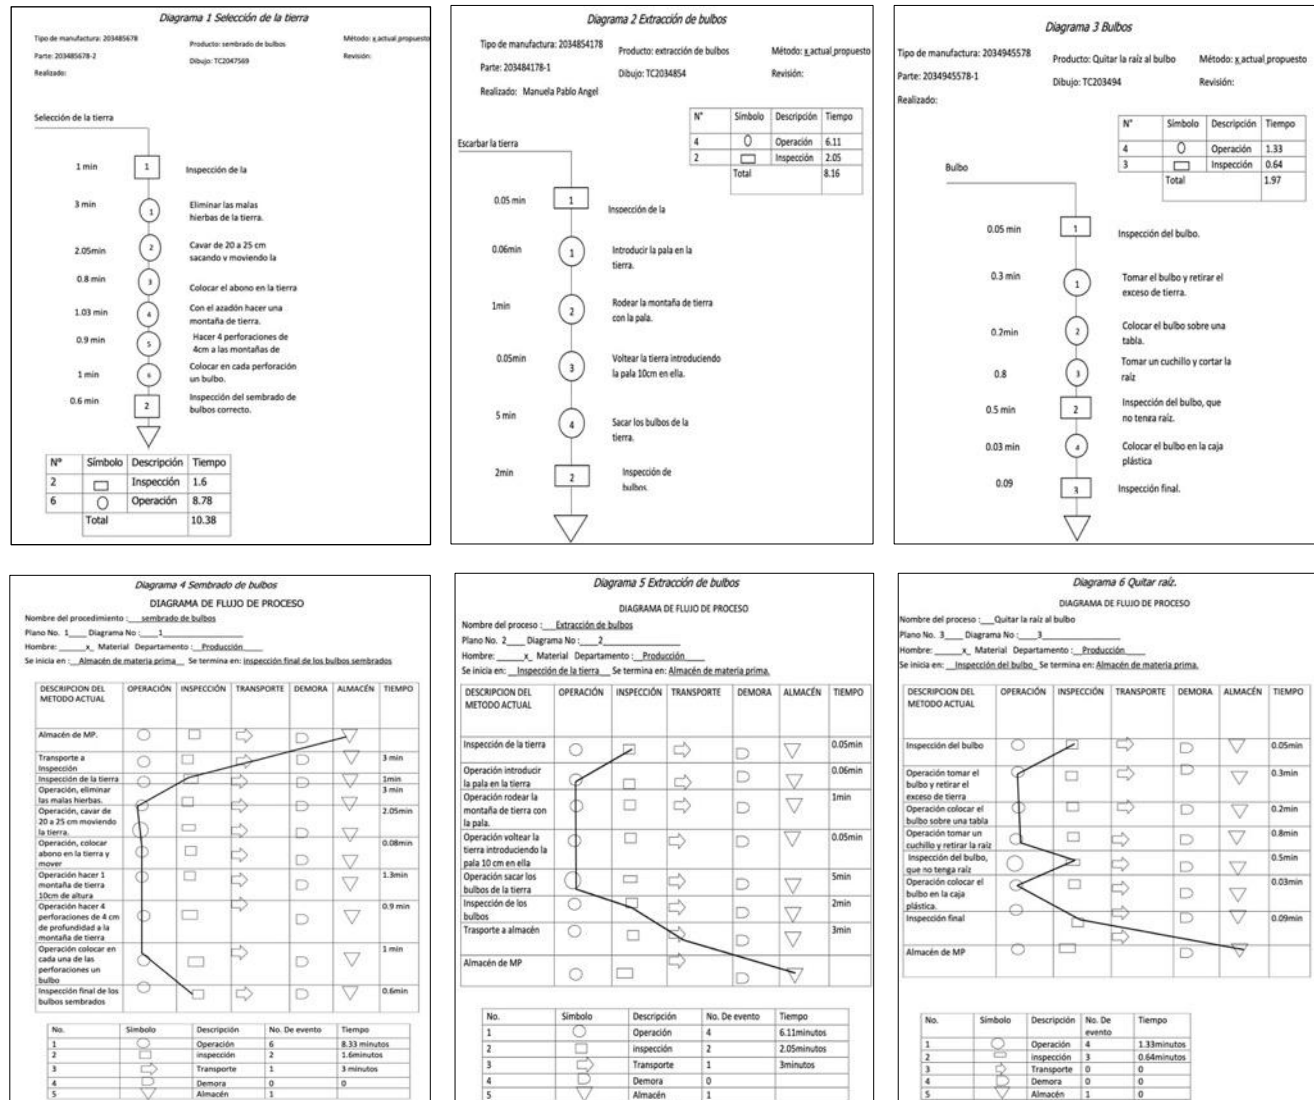 Diagrama 1 Selección de la tierra
Tipo de manufactura: 203485678
Producto: sembrado de bulbos
Método: x actual propuesto
Parte: 203485678-2
Dibujo: TC2047569
Revisión:
Realizado:
Selección de la tierra
1 min
1
Inspección de la
3 min
1
Eliminar las malas
hierbas de la tierra.
2.05min
2
Cavar de 20 a 25 cm
sacando y moviendo la
0.8 min
3
Colocar el abono en la tierra
1.03 min
4
Con el azadón hacer una
montaña de tierra.
0.9 min
5
Hacer 4 perforaciones de
4cm a las montañas de
1 min
6
Colocar en cada perforación
un bulbo.
0.6 min
2
Inspección del sembrado de
bulbos correcto.
N° Símbolo Descripción Tiempo
2 Inspección 1.6
6 Operación 8.78
Total 10.38
Diagrama 2 Extracción de bulbos
Tipo de manufactura: 2034854178
Producto: extracción de bulbos
Método: x actual propuesto
Parte: 203484178-1
Dibujo: TC2034854
Revisión:
Realizado: Manuela Pablo Angel
N° Símbolo Descripción Tiempo
4 Operación 6.11
2 Inspección 2.05
Total 8.16
Escarbar la tierra
0.05 min
1
Inspección de la
0.06min
1
Introducir la pala en la
tierra.
1min
2
Rodear la montaña de tierra
con la pala.
0.05min
3
Voltear la tierra introduciendo
la pala 10cm en ella.
5 min
4
Sacar los bulbos de la
tierra.
2min
2
Inspección de
bulbos.
Diagrama 3 Bulbos
Tipo de manufactura: 2034945578
Producto: Quitar la raíz al bulbo
Método: x actual propuesto
Parte: 2034945578-1
Dibujo: TC203494
Revisión:
Realizado:
N° Símbolo Descripción Tiempo
4 Operación 1.33
3 Inspección 0.64
Total 1.97
Bulbo
0.05 min
1
Inspección del bulbo.
0.3 min
1
Tomar el bulbo y retirar el
exceso de tierra.
0.2min
2
Colocar el bulbo sobre una
tabla.
0.8
3
Tomar un cuchillo y cortar la
raíz
0.5 min
2
Inspección del bulbo, que
no tenga raíz.
0.03 min
4
Colocar el bulbo en la caja
plástica
0.09
3
Inspección final.
Diagrama 4 Sembrado de bulbos
DIAGRAMA DE FLUJO DE PROCESO
Nombre del procedimiento :___sembrado de bulbos
Plano No. 1____ Diagrama No :____1______________
Hombre: ______x_ Material Departamento :__Producción____
Se inicia en :__Almacén de materia prima__ Se termina en: inspección final de los bulbos sembrados
DESCRIPCION DEL METODO ACTUAL OPERACIÓN INSPECCIÓN TRANSPORTE DEMORA ALMACÉN TIEMPO
Almacén de MP.
Transporte a
Inspección 3 min
Inspección de la tierra 1min
Operación, eliminar
las malas hierbas. 3 min
Operación, cavar de
20 a 25 cm moviendo
la tierra. 2.05min
Operación, colocar
abono en la tierra y
mover 0.08min
Operación hacer 1
montaña de tierra
10cm de altura 1.3min
Operación hacer 4
perforaciones de 4 cm
de profundidad a la
montaña de tierra 0.9 min
Operación colocar en
cada una de las
perforaciones un
bulbo 1 min
Inspección final de los
bulbos sembrados 0.6min
No. Símbolo Descripción No. De evento Tiempo
1 Operación 6 8.33 minutos
2 inspección 2 1.6minutos
3 Transporte 1 3 minutos
4 Demora 0 0
5 Almacén 1
Diagrama 5 Extracción de bulbos
DIAGRAMA DE FLUJO DE PROCESO
Nombre del proceso :___Extracción de bulbos
Plano No. 2____ Diagrama No :____2______________
Hombre: ______x_ Material Departamento :__Producción____
Se inicia en: __Inspección de la tierra__ Se termina en: Almacén de materia prima.
DESCRIPCION DEL METODO ACTUAL OPERACIÓN INSPECCIÓN TRANSPORTE DEMORA ALMACÉN TIEMPO
Inspección de la tierra 0.05min
Operación introducir
la pala en la tierra 0.06min
Operación rodear la
montaña de tierra con
la pala. 1min
Operación voltear la
tierra introduciendo la
pala 10 cm en ella 0.05min
Operación sacar los
bulbos de la tierra 5min
Inspección de los
bulbos 2min
Trasporte a almacén 3min
Almacén de MP
No. Símbolo Descripción No. De evento Tiempo
1 Operación 4 6.11minutos
2 inspección 2 2.05minutos
3 Transporte 1 3minutos
4 Demora 0
5 Almacén 1
Diagrama 6 Quitar raíz.
DIAGRAMA DE FLUJO DE PROCESO
Nombre del proceso :___Quitar la raíz al bulbo
Plano No. 3____ Diagrama No :____3______________
Hombre: ______x_ Material Departamento :__Producción____
Se inicia en: __Inspección del bulbo_ Se termina en: Almacén de materia prima.
DESCRIPCION DEL METODO ACTUAL OPERACIÓN INSPECCIÓN TRANSPORTE DEMORA ALMACÉN TIEMPO
Inspección del bulbo 0.05min
Operación tomar el
bulbo y retirar el
exceso de tierra 0.3min
Operación colocar el
bulbo sobre una tabla 0.2min
Operación tomar un
cuchillo y retirar la raíz 0.8min
Inspección del bulbo,
que no tenga raíz 0.5min
Operación colocar el
bulbo en la caja
plástica. 0.03min
Inspección final 0.09min
Almacén de MP
No. Símbolo Descripción No. De evento Tiempo
1 Operación 4 1.33minutos
2 inspección 3 0.64minutos
3 Transporte 0 0
4 Demora 0 0
5 Almacén 1 0